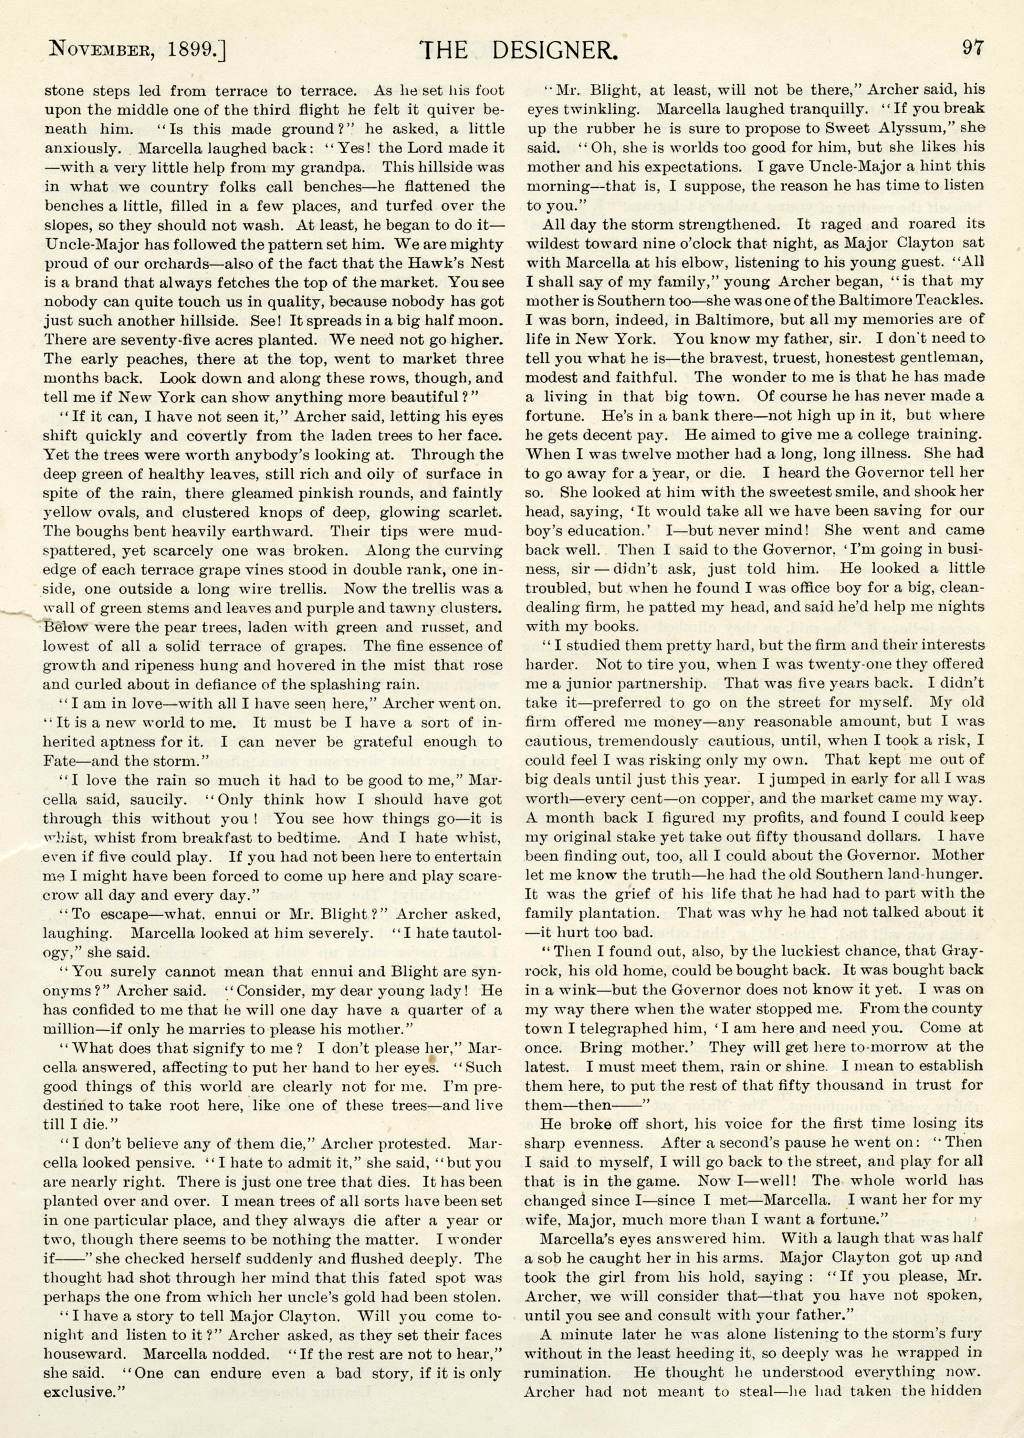 NOVEMBER, 1899.]
THE DESIGNER.
97
stone steps led from terrace to terrace. As he set his foot
upon the middle one of the third flight he felt it quiver be-
neath him. "Is this made ground?" he asked, a little
anxiously. Marcella laughed back: "Yes! the Lord made it
—with a very little help from my grandpa. This hillside was
in what we country folks call benches—he flattened the
benches a little, filled in a few places, and turfed over the
slopes, so they should not wash. At least, he began to do it—
Uncle-Major has followed the pattern set him. We are mighty
proud of our orchards—also of the fact that the Hawk's Nest
is a brand that always fetches the top of the market. You see
nobody can quite touch us in quality, because nobody has got
just such another hillside. See! It spreads in a big half moon.
There are seventy-five acres planted. We need not go higher.
The early peaches, there at the top, went to market three
months back. Look down and along these rows, though, and
tell me if New York can show anything more beautiful?"
"If it can, I have not seen it," Archer said, letting his eyes
shift quickly and covertly from the laden trees to her face.
Yet the trees were worth anybody's looking at. Through the
deep green of healthy leaves, still rich and oily of surface in
spite of the rain, there gleamed pinkish rounds, and faintly
yellow ovals, and clustered knops of deep, glowing scarlet.
The boughs bent heavily earthward. Their tips were mud-
spattered, yet scarcely one was broken. Along the curving
edge of each terrace grape vines stood in double rank, one in-
side, one outside a long wire trellis. Now the trellis was a
wall of green stems and leaves and purple and tawny clusters.
Below were the pear trees, laden with green and russet, and
lowest of all a solid terrace of grapes. The fine essence of
growth and ripeness hung and hovered in the mist that rose
and curled about in defiance of the splashing rain.
"I am in love—with all I have seen here," Archer went on.
"It is a new world to me. It must be I have a sort of in-
herited aptness for it. I can never be grateful enough to
Fate—and the storm."
"I love the rain so much it had to be good to me," Mar-
cella said, saucily. "Only think how I should have got
through this without you! You see how things go—it is
whist, whist from breakfast to bedtime. And I hate whist,
even if five could play. If you had not been here to entertain
me I might have been forced to come up here and play scare-
crow all day and every day."
"To escape—what, ennui or Mr. Blight?" Archer asked,
laughing. Marcella looked at him severely. "I hate tautol-
ogy," she said.
"You surely cannot mean that ennui and Blight are syn-
onyms?" Archer said. "Consider, my dear young lady! He
has confided to me that he will one day have a quarter of a
million—if only he marries to please his mother."
"What does that signify to me? I don't please her," Mar-
cella answered, affecting to put her hand to her eyes. "Such
good things of this world are clearly not for me. I'm pre-
destined to take root here, like one of these trees—and live
till I die."
"I don't believe any of them die," Archer protested. Mar-
cella looked pensive. "I hate to admit it," she said, "but you
are nearly right. There is just one tree that dies. It has been
planted over and over. I mean trees of all sorts have been set
in one particular place, and they always die after a year or
two, though there seems to be nothing the matter. I wonder
if——" she checked herself suddenly and flushed deeply. The
thought had shot through her mind that this fated spot was
perhaps the one from which her uncle's gold had been stolen.
"I have a story to tell Major Clayton. Will you come to-
night and listen to it?" Archer asked, as they set their faces
houseward. Marcella nodded. "If the rest are not to hear,"
she said. "One can endure even a bad story, if it is only
exclusive."
"Mr. Blight, at least, will not be there," Archer said, his
eyes twinkling. Marcella laughed tranquilly. "If you break
up the rubber he is sure to propose to Sweet Alyssum," she
said. "Oh, she is worlds too good for him, but she likes his
mother and his expectations. I gave Uncle-Major a hint this
morning—that is, I suppose, the reason he has time to listen
to you."
All day the storm strengthened. It raged and roared its
wildest toward nine o'clock that night, as Major Clayton sat
with Marcella at his elbow, listening to his young guest. "All
I shall say of my family," young Archer began, "is that my
mother is Southern too—she was one of the Baltimore Teackles.
I was born, indeed, in Baltimore, but all my memories are of
life in New York. You know my father, sir. I don't need to
tell you what he is—the bravest, truest, honestest gentleman,
modest and faithful. The wonder to me is that he has made
a living in that big town. Of course he has never made a
fortune. He's in a bank there—not high up in it, but where
he gets decent pay. He aimed to give me a college training.
When I was twelve mother had a long, long illness. She had
to go away for a year, or die. I heard the Governor tell her
so. She looked at him with the sweetest smile, and shook her
head, saying, 'It would take all we have been saving for our
boy's education.' I—but never mind! She went and came
back well. Then I said to the Governor, 'I'm going in busi-
ness, sir — didn't ask, just told him. He looked a little
troubled, but when he found I was office boy for a big, clean-
dealing firm, he patted my head, and said he'd help me nights
with my books.
"I studied them pretty hard, but the firm and their interests
harder. Not to tire you, when I was twenty-one they offered
me a junior partnership. That was five years back. I didn't
take it—preferred to go on the street for myself. My old
firm offered me money—any reasonable amount, but I was
cautious, tremendously cautious, until, when I took a risk, I
could feel I was risking only my own. That kept me out of
big deals until just this year. I jumped in early for all I was
worth—every cent—on copper, and the market came my way.
A month back I figured my profits, and found I could keep
my original stake yet take out fifty thousand dollars. I have
been finding out, too, all I could about the Governor. Mother
let me know the truth—he had the old Southern land-hunger.
It was the grief of his life that he had had to part with the
family plantation. That was why he had not talked about it
—it hurt too bad.
"Then I found out, also, by the luckiest chance, that Gray-
rock, his old home, could be bought back. It was bought back
in a wink—but the Governor does not know it yet. I was on
my way there when the water stopped me. From the county
town I telegraphed him, 'I am here and need you. Come at
once. Bring mother.' They will get here to-morrow at the
latest. I must meet them, rain or shine. I mean to establish
them here, to put the rest of that fifty thousand in trust for
them—then——"
He broke off short, his voice for the first time losing its
sharp evenness. After a second's pause he went on: "Then
I said to myself, I will go back to the street, and play for all
that is in the game. Now I—well! The whole world has
changed since I—since I met—Marcella. I want her for my
wife, Major, much more than I want a fortune."
Marcella's eyes answered him. With a laugh that was half
a sob he caught her in his arms. Major Clayton got up and
took the girl from his hold, saying: "If you please, Mr.
Archer, we will consider that—that you have not spoken,
until you see and consult with your father."
A minute later he was alone listening to the storm's fury
without in the least heeding it, so deeply was he wrapped in
rumination. He thought he understood everything now.
Archer had not meant to steal—he had taken the hidden